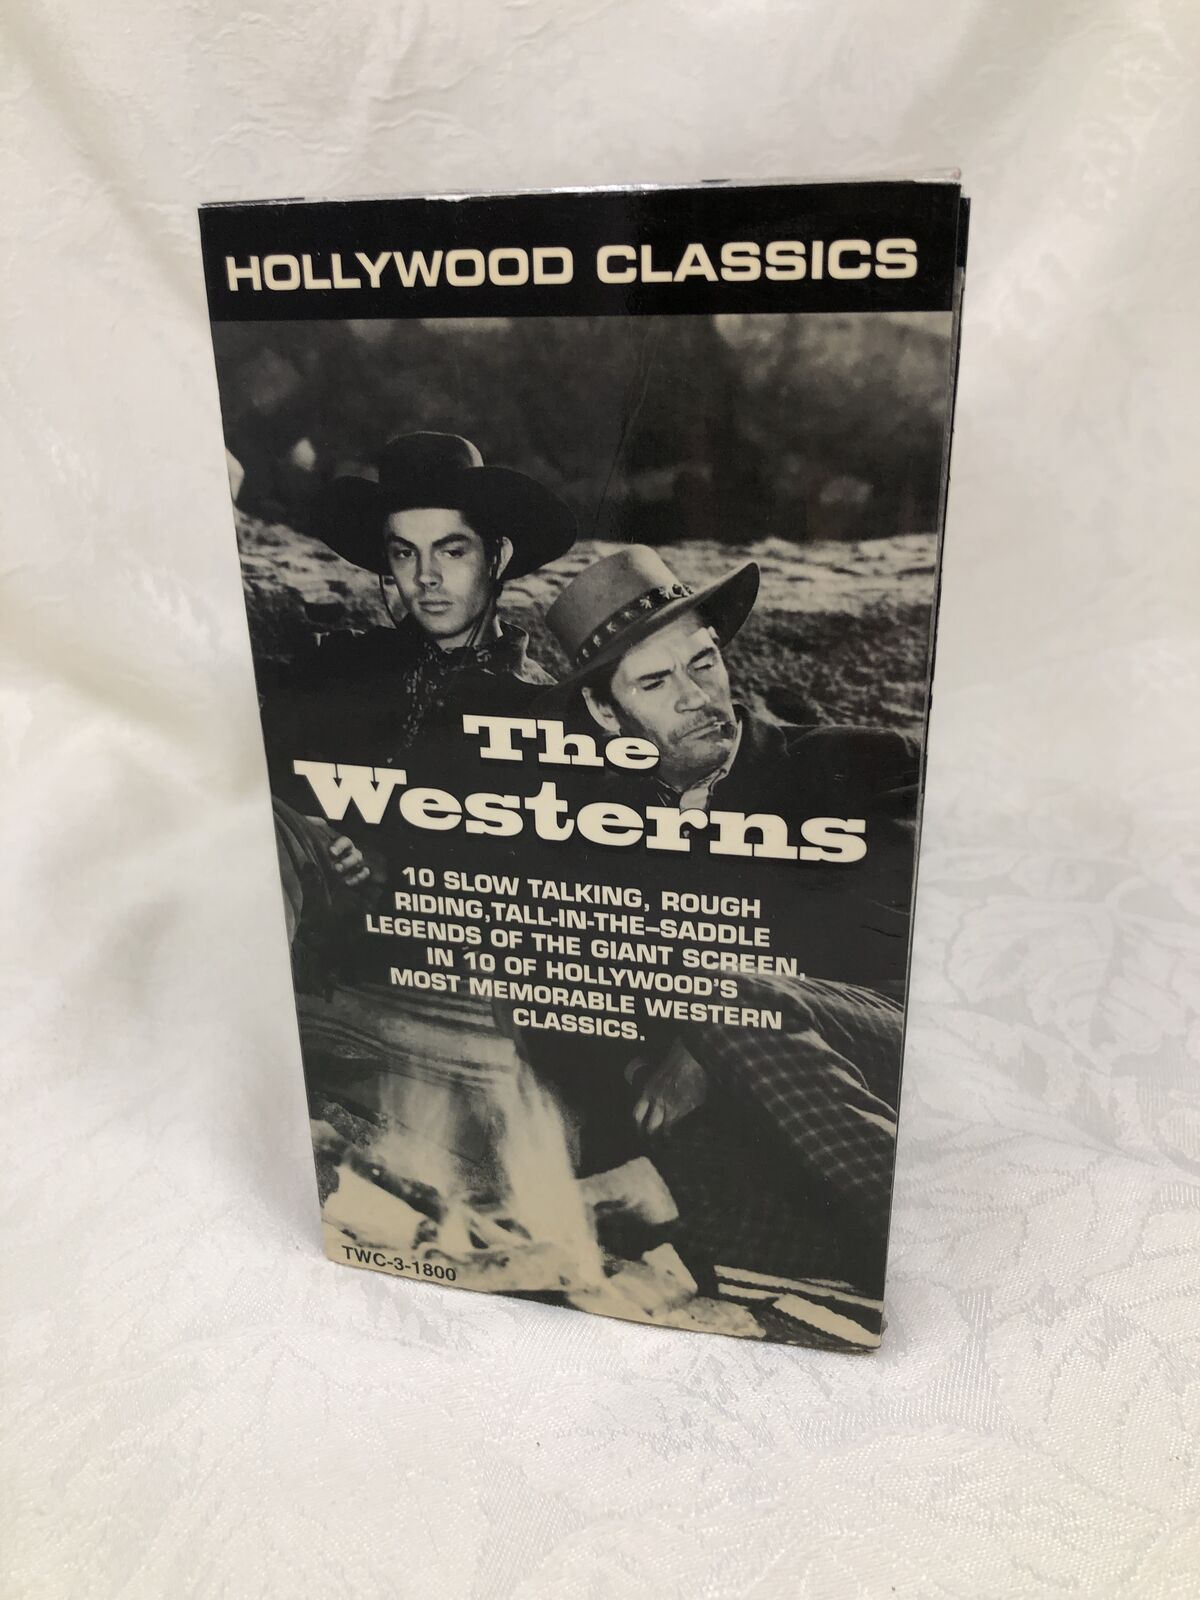 HOLLYWOOD CLASSICS
The
Westerns
10 SLOW TALKING, ROUGH
RIDING,TALL-IN-THE–SADDLE
LEGENDS OF THE GIANT SCREEN,
IN 10 OF HOLLYWOOD'S
MOST MEMORABLE WESTERN
CLASSICS.
TWC-3-1800